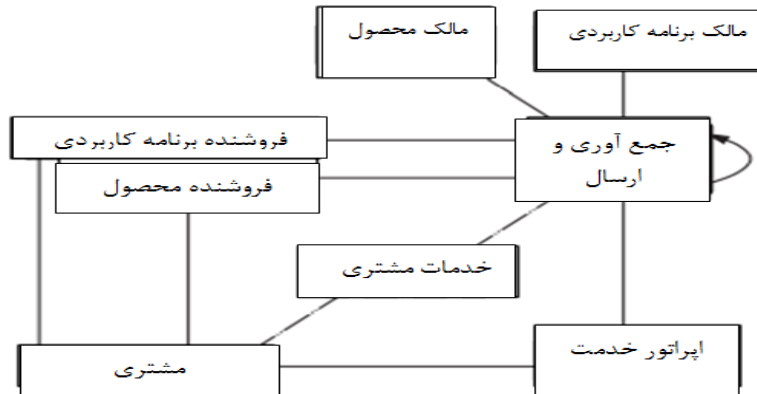 مالک محصول
مالک برنامه کاربردی
فروشنده برنامه کاربردی
جمع آوری و
ارسال
فروشنده محصول
خدمات مشتری
اپراتور خدمت
مشتری